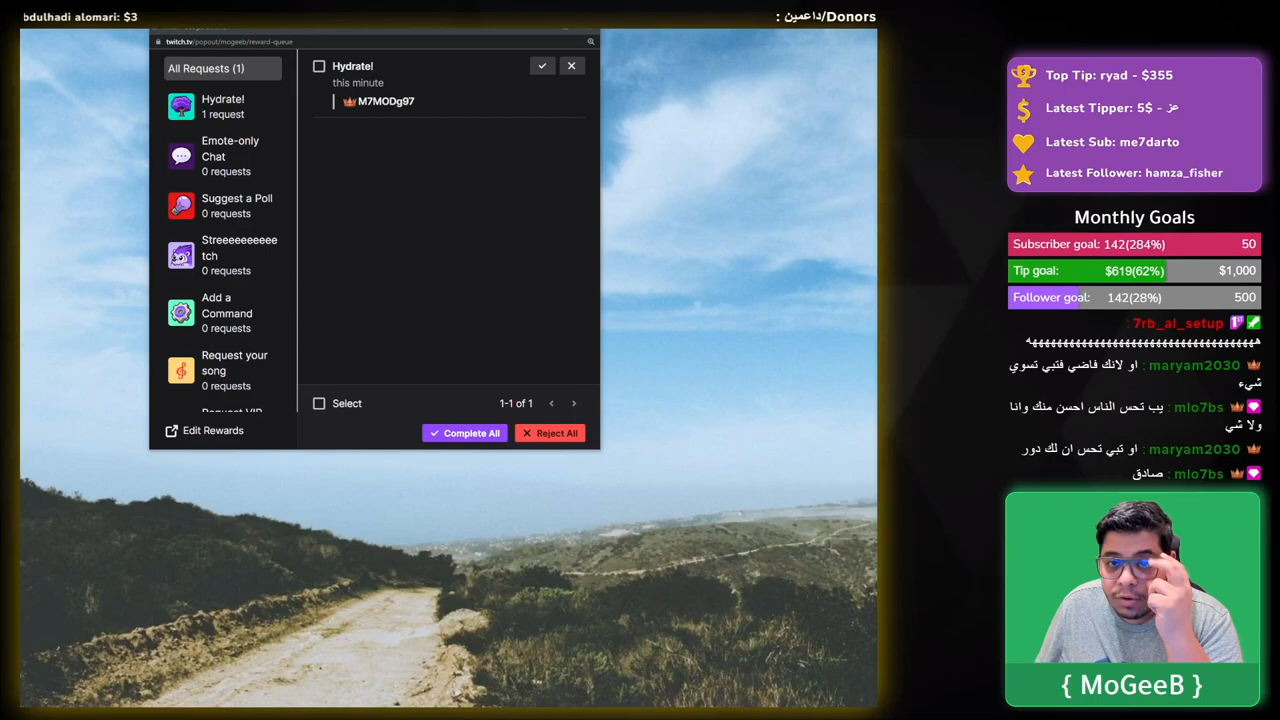 bdulhadi alomari: $3
Donors/داعمين :
twitch.tv/popout/mogeeb/reward-queue
All Requests (1)
Hydrate!
1 request
Emote-only
Chat
0 requests
Suggest a Poll
0 requests
Streeeeeeeeee
tch
0 requests
Add a
Command
0 requests
Request your
song
0 requests
Request VIP
Edit Rewards
Hydrate!
this minute
M7MODg97
Select
1-1 of 1
Complete All
Reject All
Top Tip: ryad - $355
Latest Tipper: 5$ - عز
Latest Sub: me7darto
Latest Follower: hamza_fisher
Monthly Goals
Subscriber goal: 142(284%) 50
Tip goal: $619(62%) $1,000
Follower goal: 142(28%) 500
7rb_al_setup :
maryam2030 : او لانك فاضي فتبي تسوي
شيء
mlo7bs : يب تحس الناس احسن منك وانا
ولا شي
maryam2030 : او تبي تحس ان لك دور
mlo7bs : صادق
{ MoGeeB }